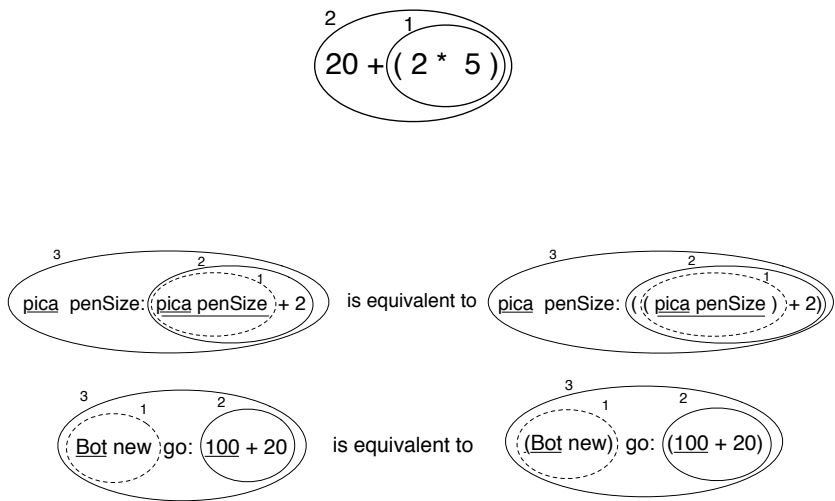 2
1
20 + ( 2 * 5 )
3
2
1
pica penSize: pica penSize + 2
is equivalent to
3
2
1
pica penSize: ( ( pica penSize ) + 2)
3
1
2
Bot new go: 100 + 20
is equivalent to
3
1
2
(Bot new) go: (100 + 20)